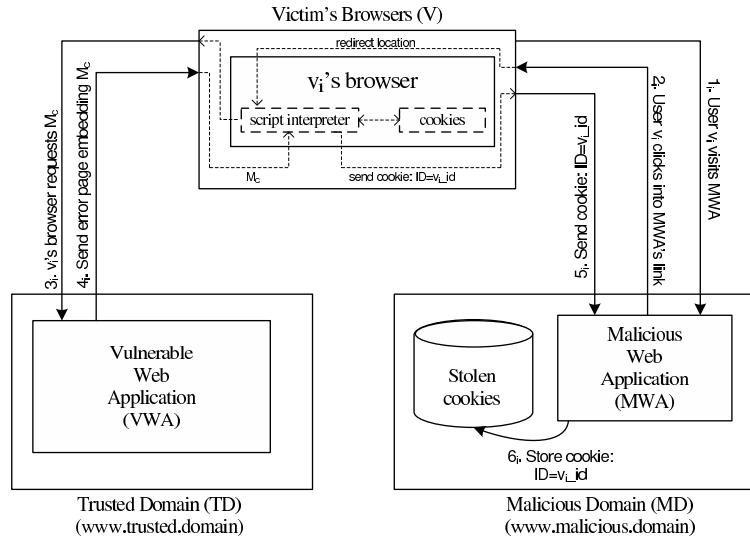 Victim's Browsers (V)
redirect location
vi's browser
script interpreter
cookies
Mc
send cookie: ID=vi_id
3i. vi's browser requests Mc
4i. Send error page embedding Mc
5i. Send cookie: ID=vi_id
2i. User vi clicks into MWA's link
1i. User vi visits MWA
Vulnerable
Web
Application
(VWA)
Stolen
cookies
Malicious
Web
Application
(MWA)
6i. Store cookie:
ID=vi_id
Trusted Domain (TD)
(www.trusted.domain)
Malicious Domain (MD)
(www.malicious.domain)